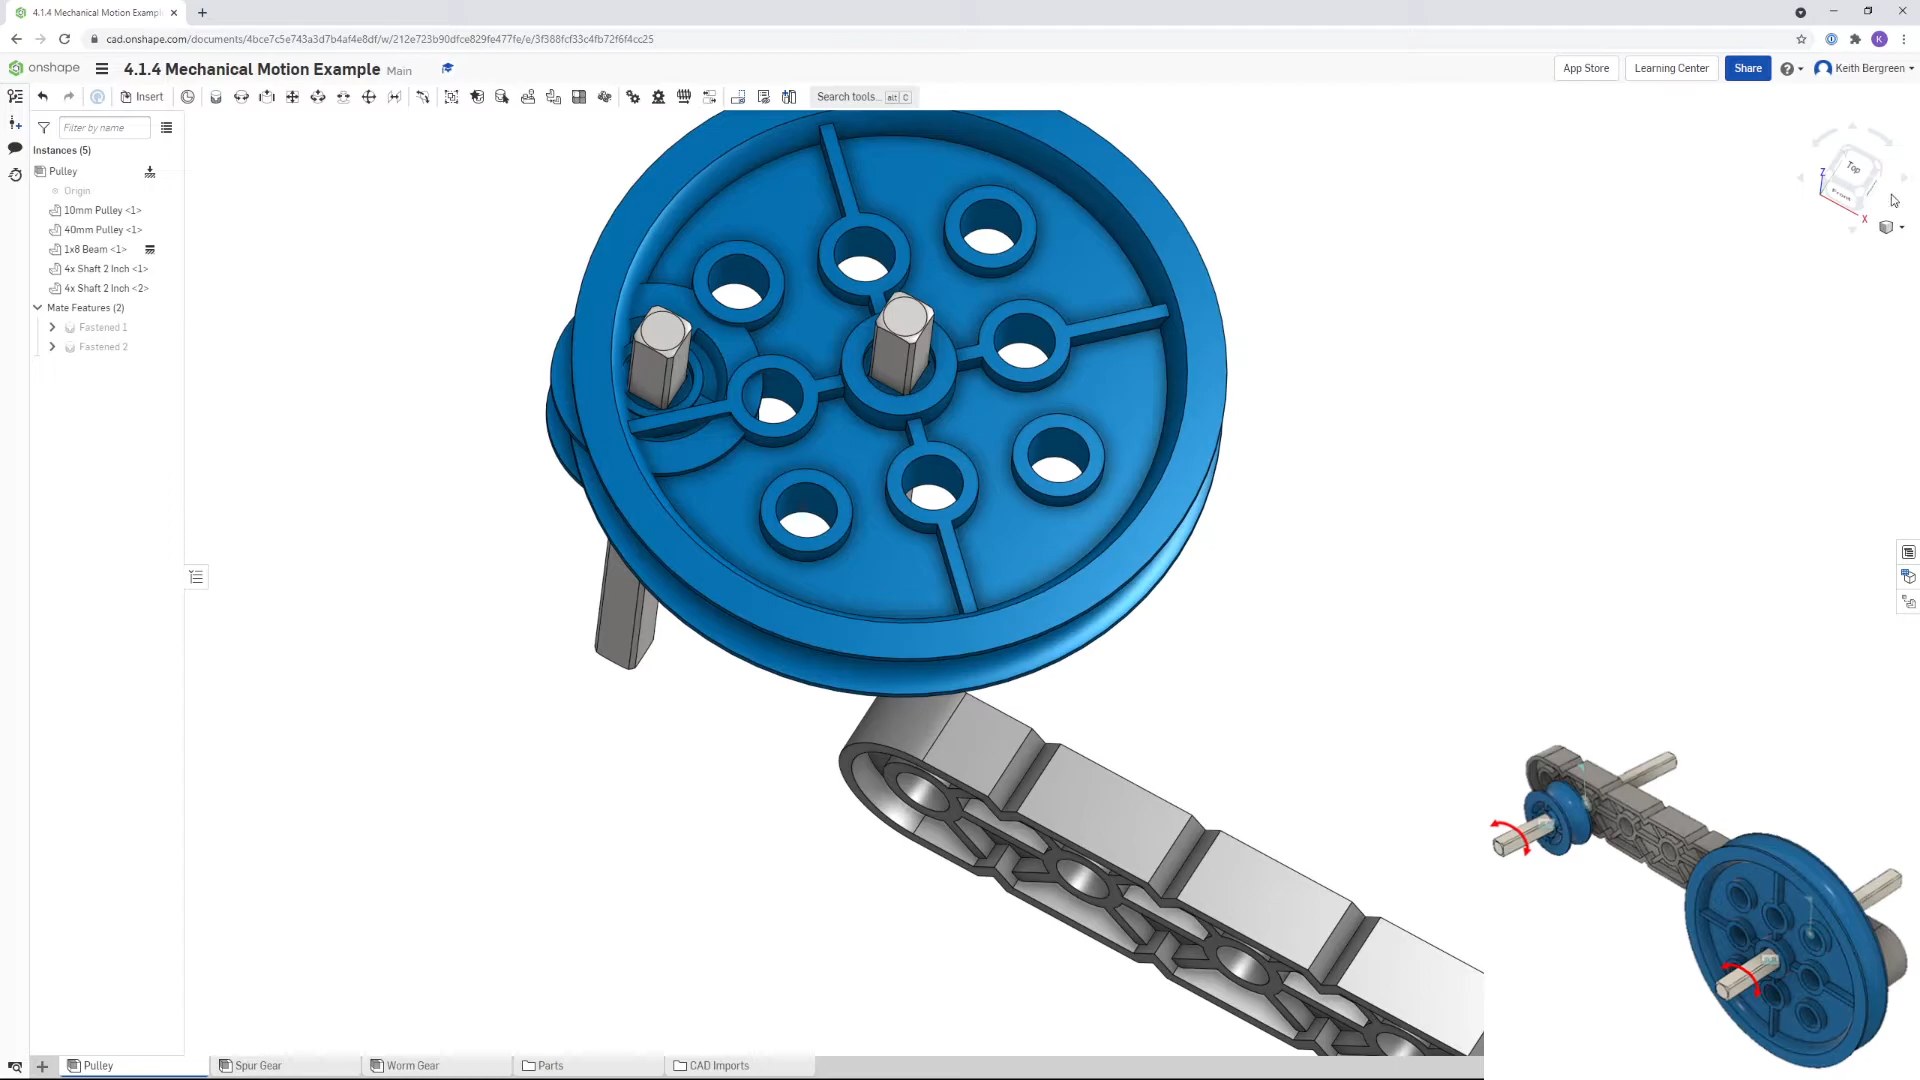 4.1.4 Mechanical Motion Exampl
cad.onshape.com/documents/4bce7c5e743a3d7b4af4e8df/w/212e723b90dfce829fe477fe/e/3f388fcf33c4fb72f6f4cc25
K
onshape
4.1.4 Mechanical Motion Example Main
App Store
Learning Center
Share
Keith Bergreen
Insert
Search tools... alt C
Filter by name
Instances (5)
Pulley
Origin
10mm Pulley <1>
40mm Pulley <1>
1x8 Beam <1>
4x Shaft 2 Inch <1>
4x Shaft 2 Inch <2>
Mate Features (2)
Fastened 1
Fastened 2
Top
Z
Front
X
Pulley
Spur Gear
Worm Gear
Parts
CAD Imports